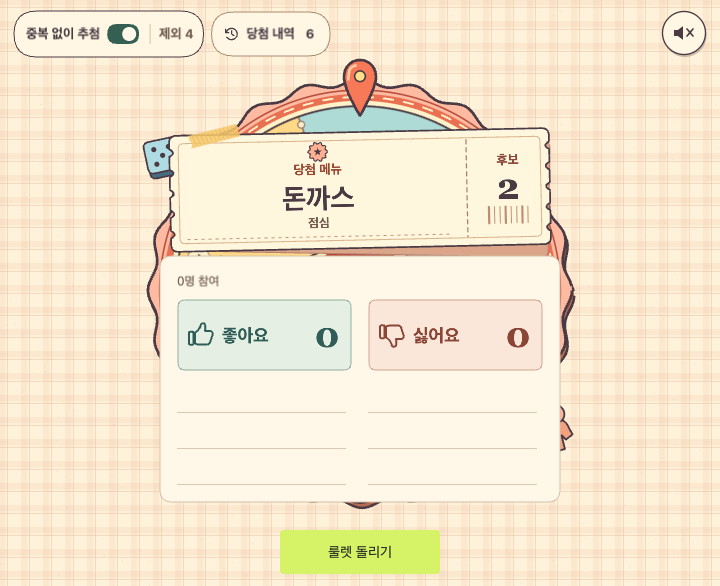 중복 없이 추첨
제외 4
당첨 내역 6
당첨 메뉴
돈까스
점심
후보
2
0명 참여
좋아요 0
싫어요 0
룰렛 돌리기